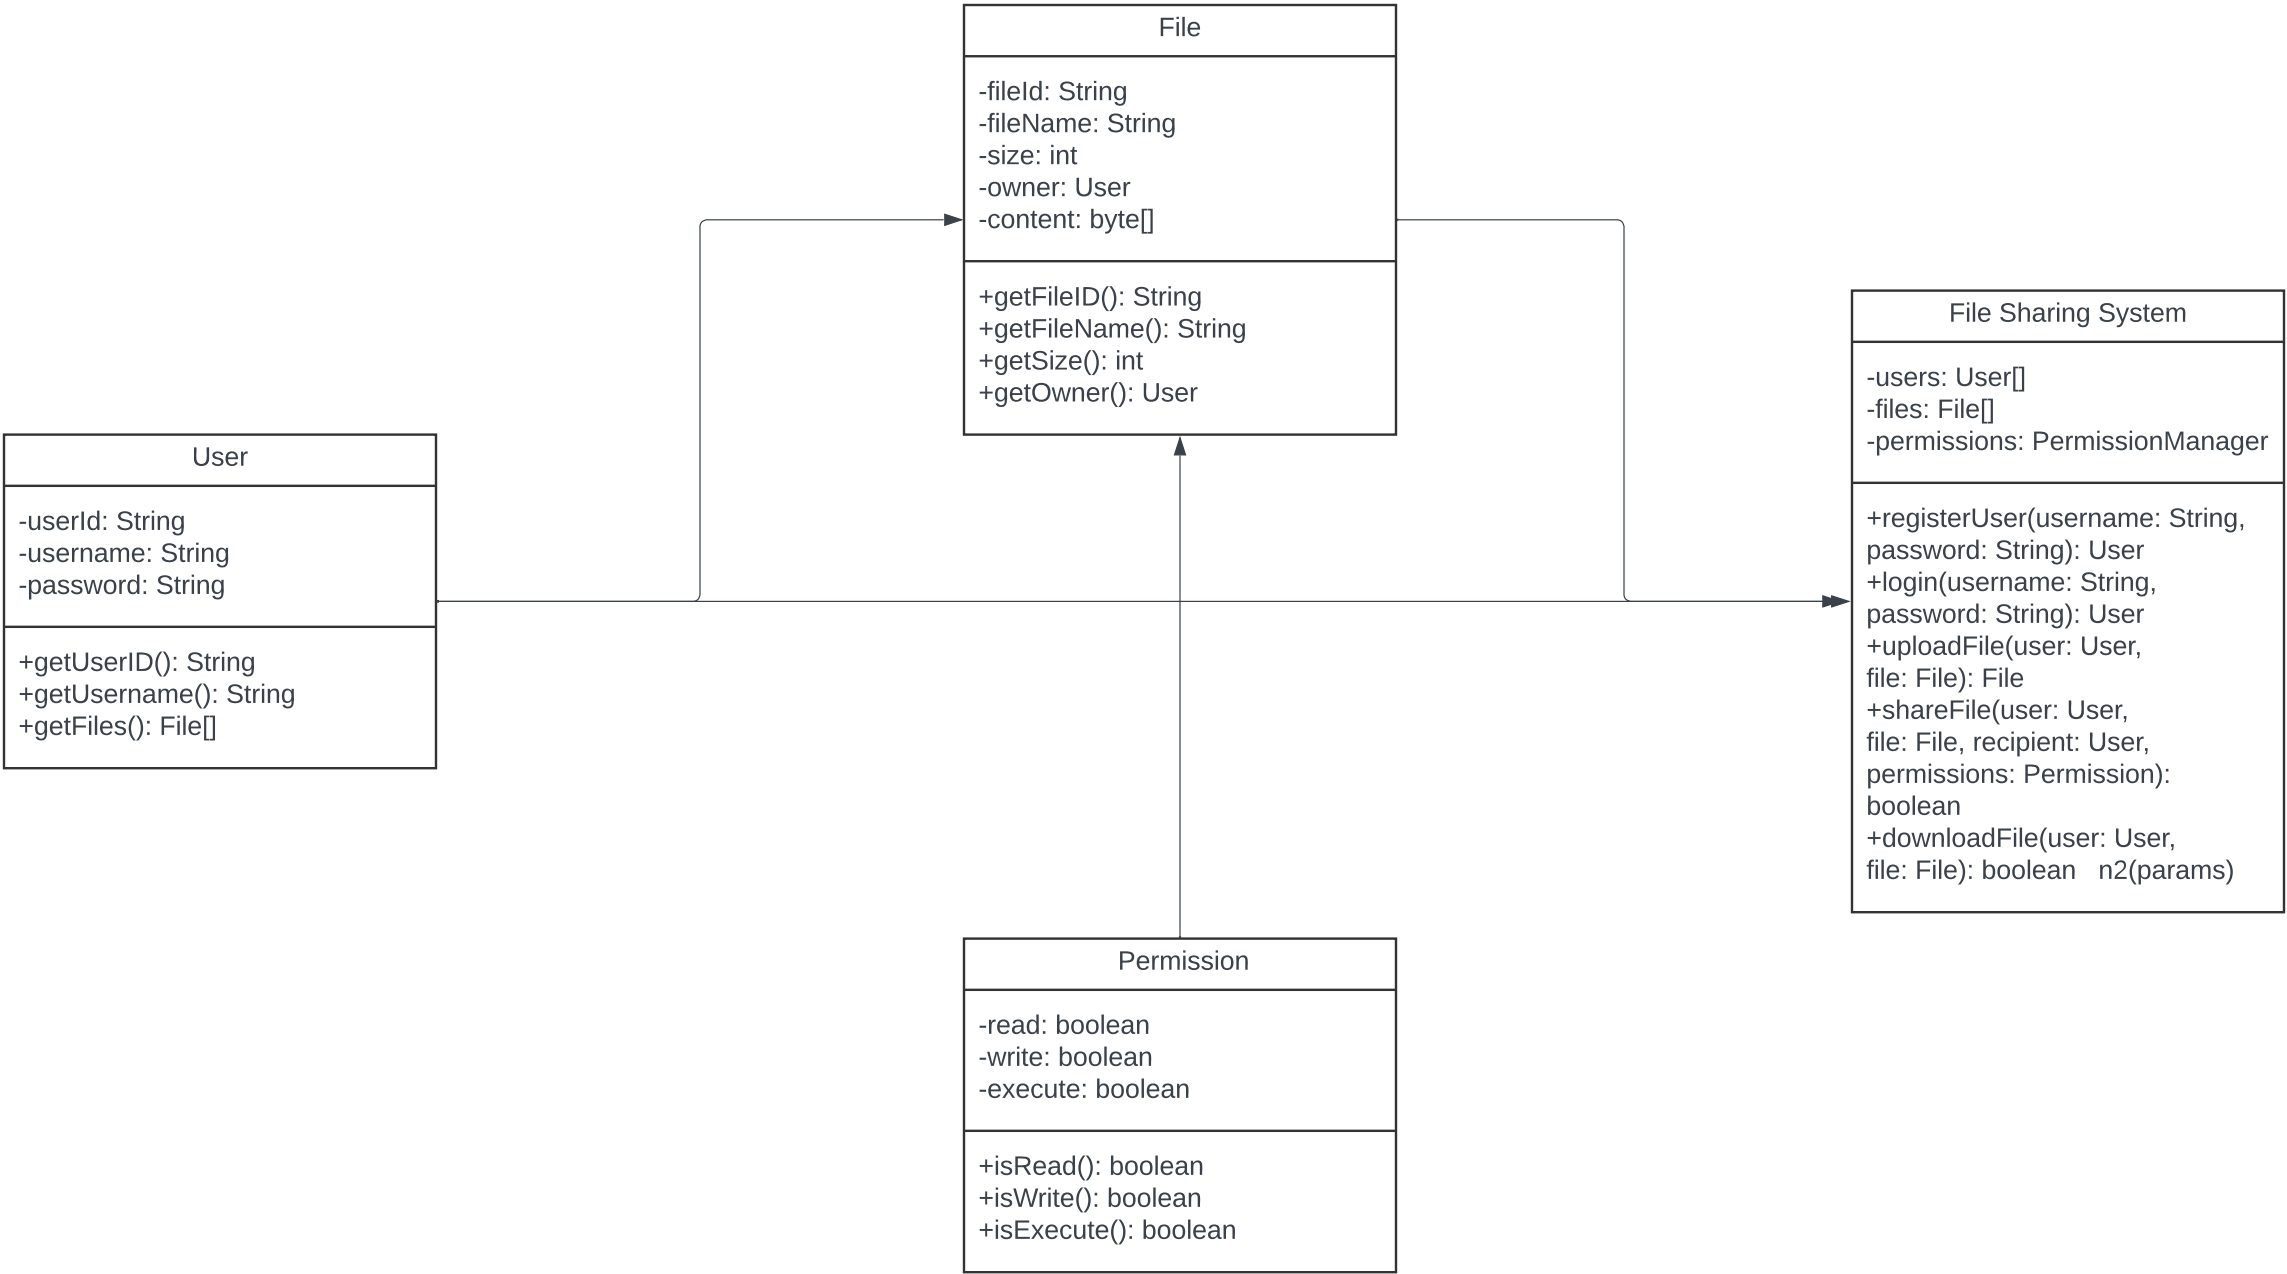 File
-fileId: String
-fileName: String
-size: int
-owner: User
-content: byte[]
+getFileID(): String
+getFileName(): String
+getSize(): int
+getOwner(): User
User
-userId: String
-username: String
-password: String
+getUserID(): String
+getUsername(): String
+getFiles(): File[]
File Sharing System
-users: User[]
-files: File[]
-permissions: PermissionManager
+registerUser(username: String,
password: String): User
+login(username: String,
password: String): User
+uploadFile(user: User,
file: File): File
+shareFile(user: User,
file: File, recipient: User,
permissions: Permission):
boolean
+downloadFile(user: User,
file: File): boolean   n2(params)
Permission
-read: boolean
-write: boolean
-execute: boolean
+isRead(): boolean
+isWrite(): boolean
+isExecute(): boolean